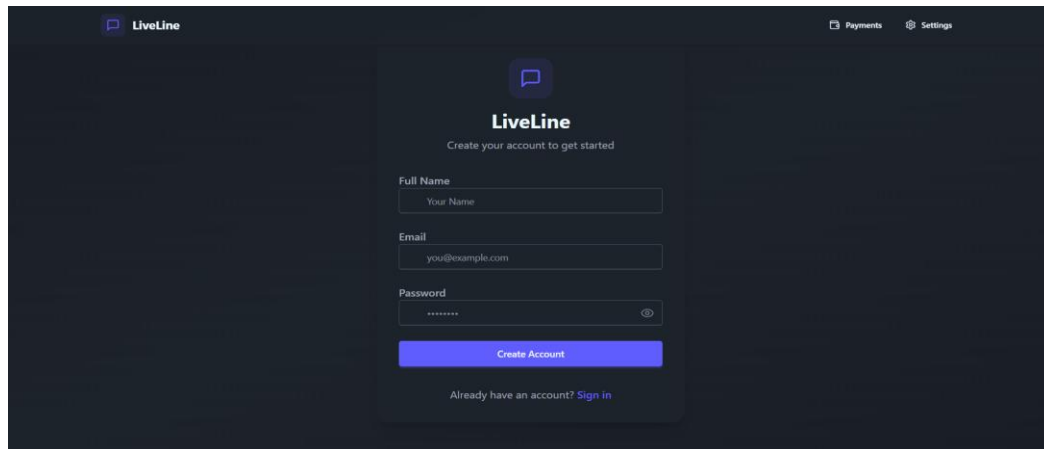 LiveLine
Payments
Settings
LiveLine
Create your account to get started
Full Name
Your Name
Email
you@example.com
Password
••••••••
Create Account
Already have an account? Sign in